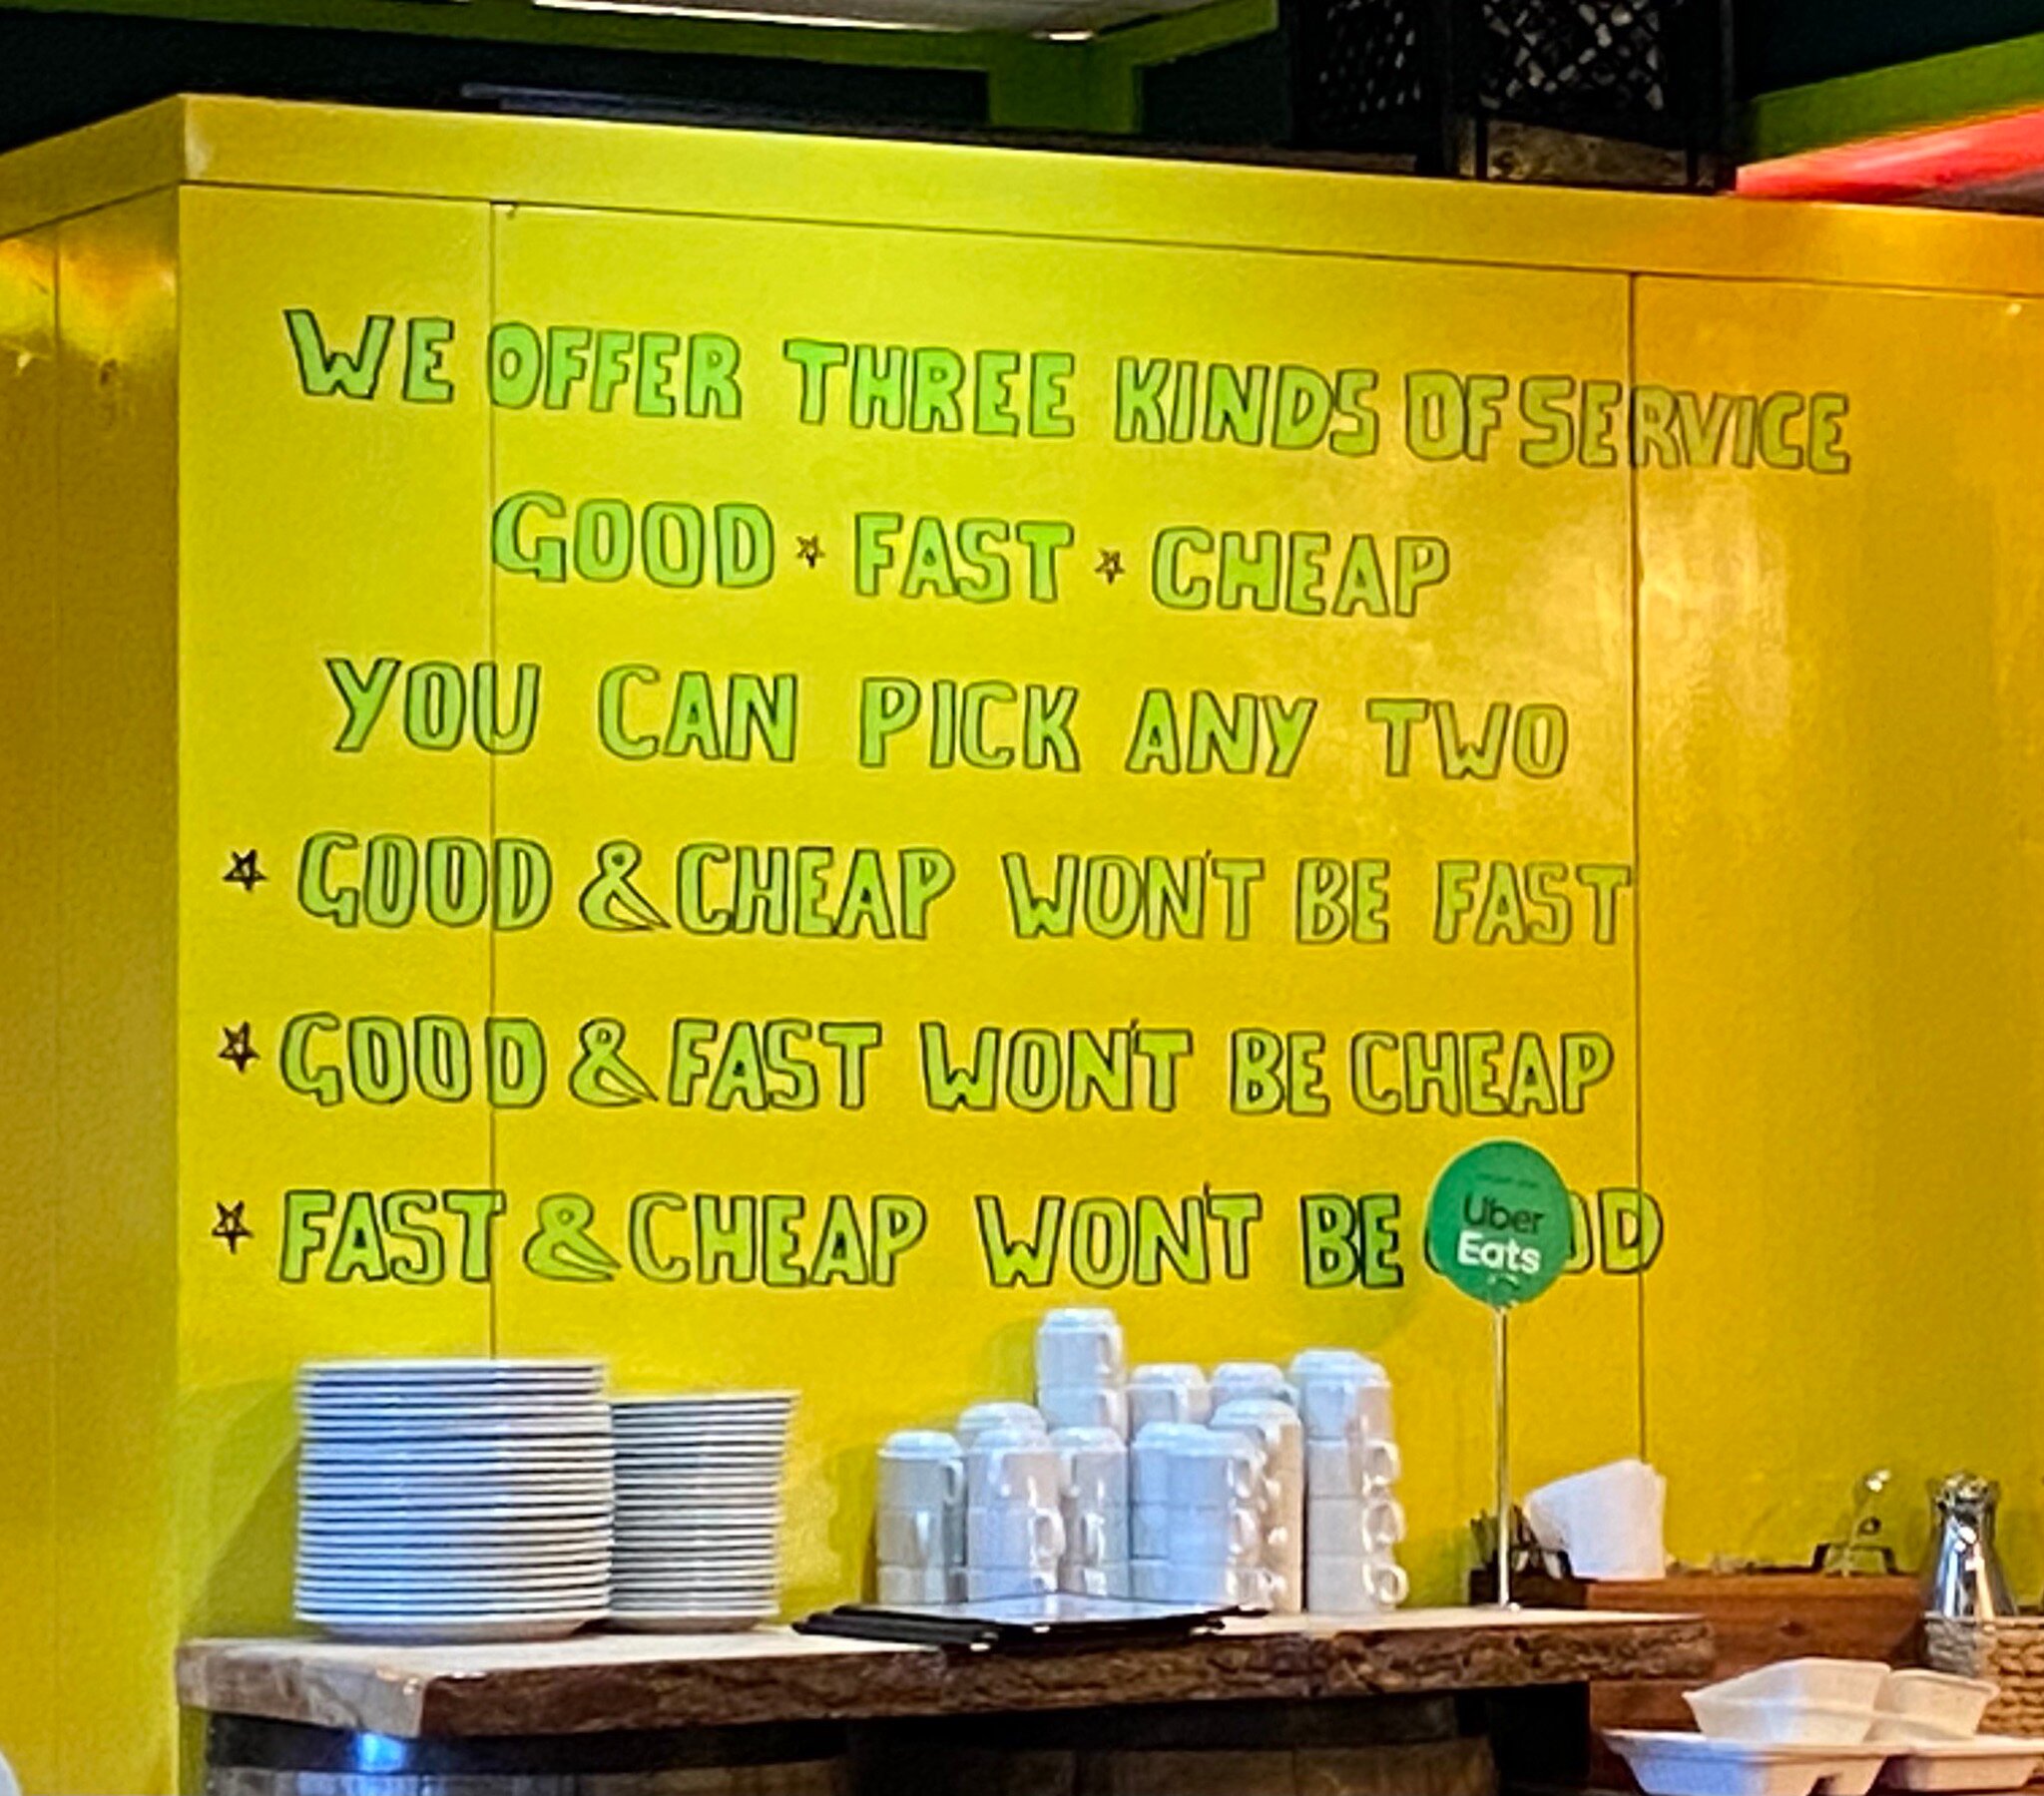 WE OFFER THREE KINDS OF SERVICE
GOOD ⋆ FAST ⋆ CHEAP
YOU CAN PICK ANY TWO
⋆ GOOD & CHEAP WON'T BE FAST
⋆ GOOD & FAST WON'T BE CHEAP
⋆ FAST & CHEAP WON'T BE
Uber
Eats